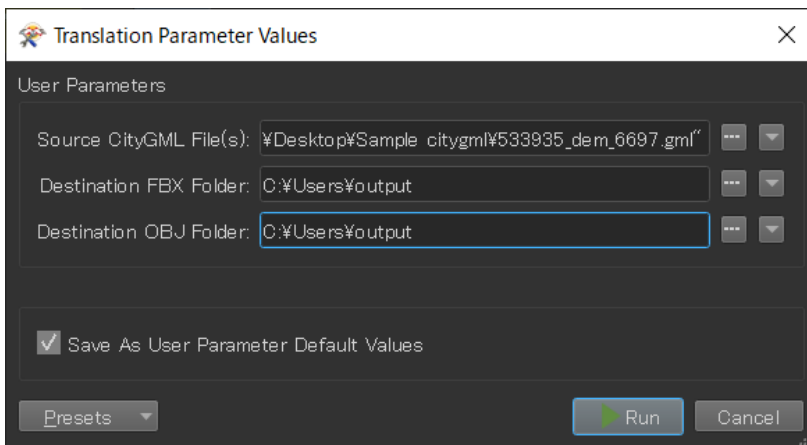 Translation Parameter Values
User Parameters
Source CityGML File(s): ¥Desktop¥Sample citygml¥533935_dem_6697.gml"
Destination FBX Folder: C:¥Users¥output
Destination OBJ Folder: C:¥Users¥output
Save As User Parameter Default Values
Presets Run Cancel